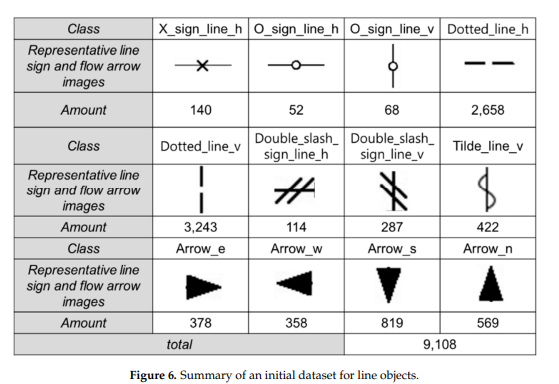 Class X_sign_line_h O_sign_line_h O_sign_line_v Dotted_line_h
Representative line
sign and flow arrow
images
Amount 140 52 68 2,658
Class Dotted_line_v Double_slash_
sign_line_h Double_slash_
sign_line_v Tilde_line_v
Representative line
sign and flow arrow
images
Amount 3,243 114 287 422
Class Arrow_e Arrow_w Arrow_s Arrow_n
Representative line
sign and flow arrow
images
Amount 378 358 819 569
total 9,108
Figure 6. Summary of an initial dataset for line objects.